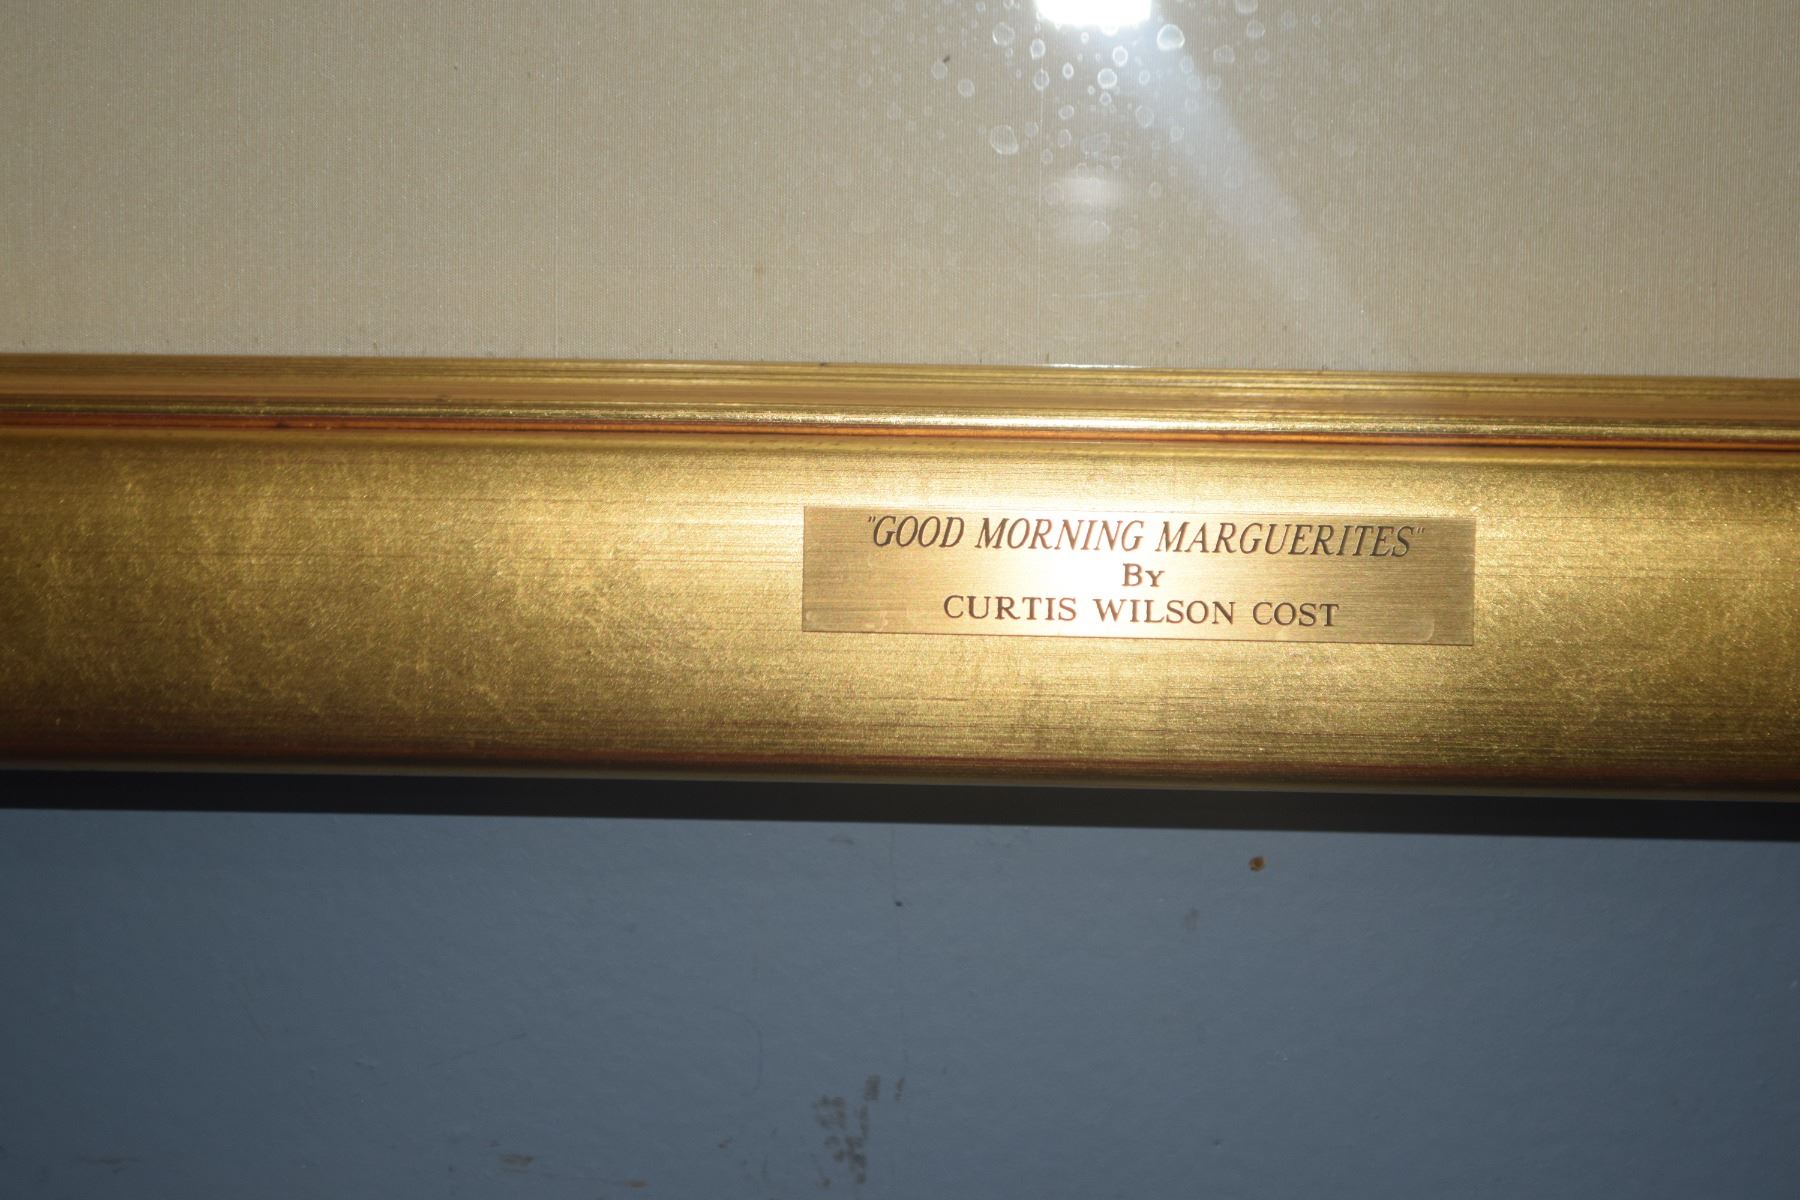 "GOOD MORNING MARGUERITES"
BY
CURTIS WILSON COST